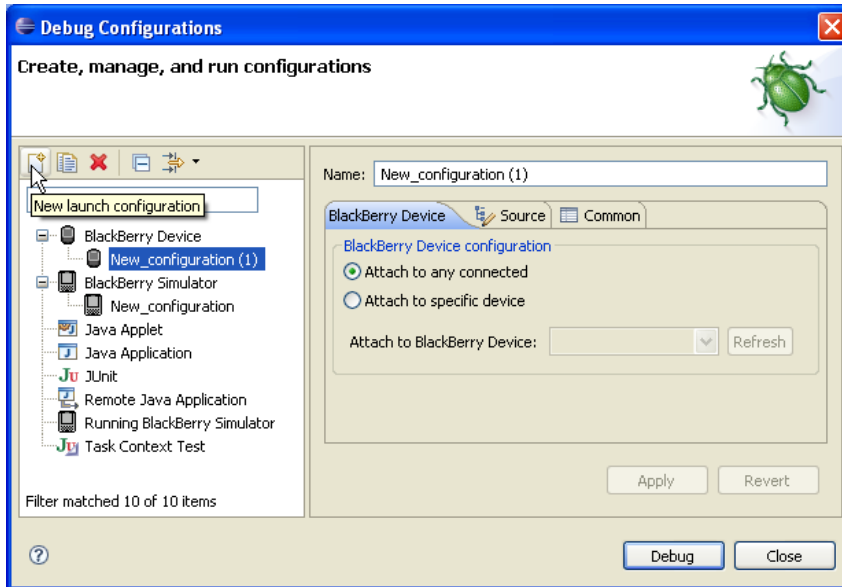 Debug Configurations
Create, manage, and run configurations
New launch configuration
BlackBerry Device
New_configuration (1)
BlackBerry Simulator
New_configuration
Java Applet
Java Application
JUnit
Remote Java Application
Running BlackBerry Simulator
Task Context Test
Filter matched 10 of 10 items
Name: New_configuration (1)
BlackBerry Device Source Common
BlackBerry Device configuration
Attach to any connected
Attach to specific device
Attach to BlackBerry Device: Refresh
Apply Revert
Debug Close